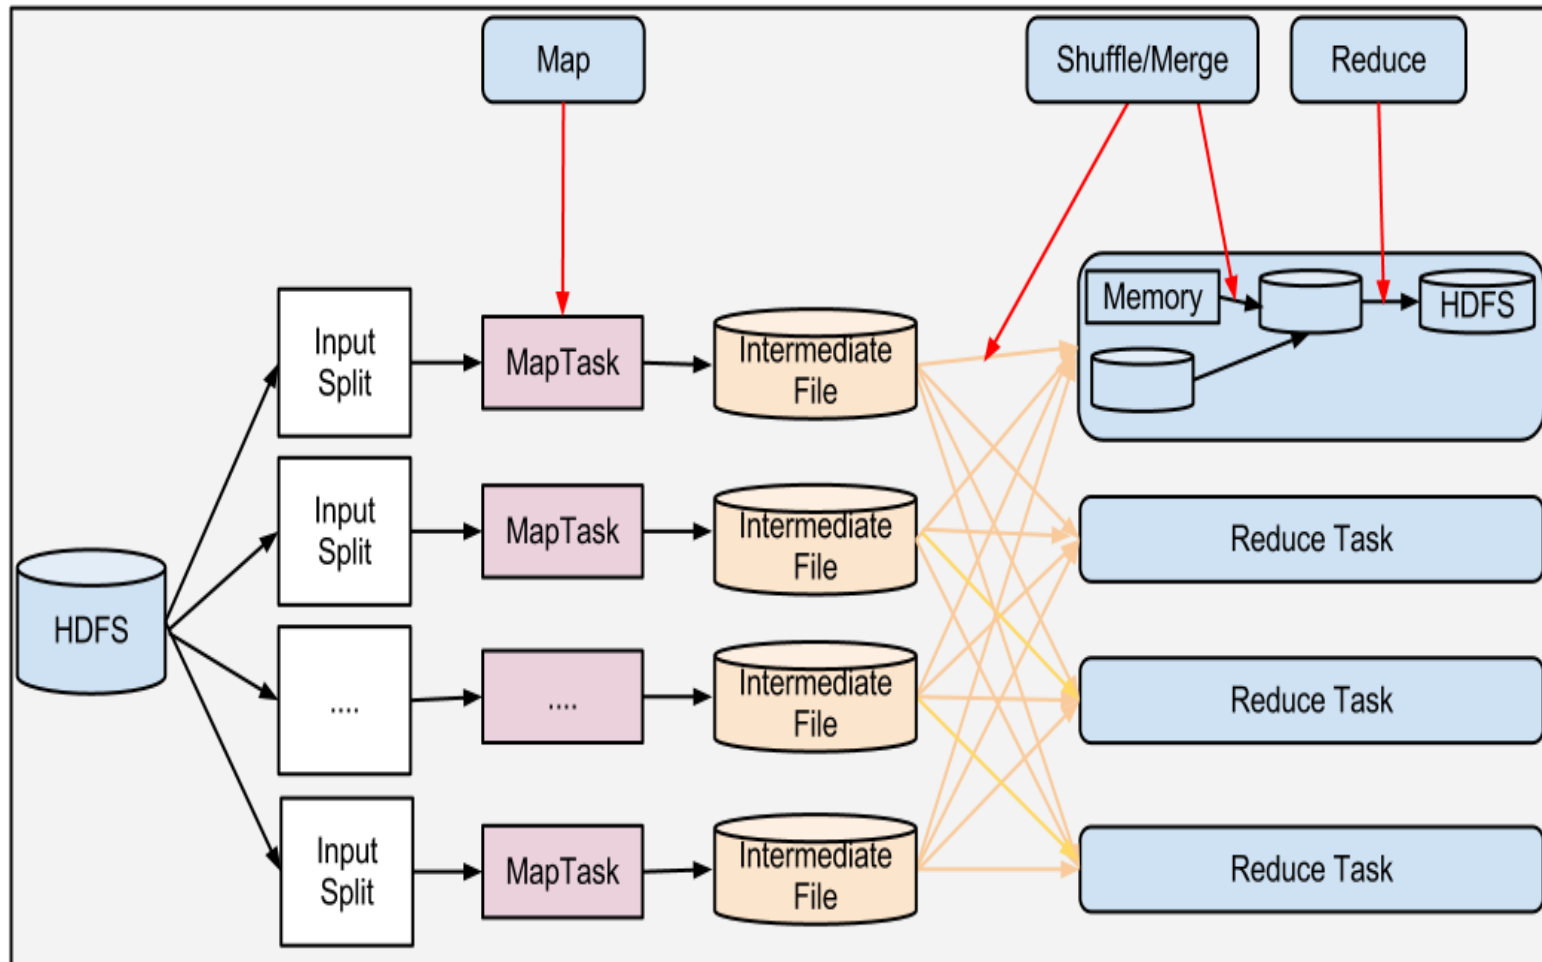 Map
Shuffle/Merge
Reduce
Memory
HDFS
Input
Split
MapTask
Intermediate
File
Input
Split
MapTask
Intermediate
File
Reduce Task
HDFS
....
....
Intermediate
File
Reduce Task
Input
Split
MapTask
Intermediate
File
Reduce Task